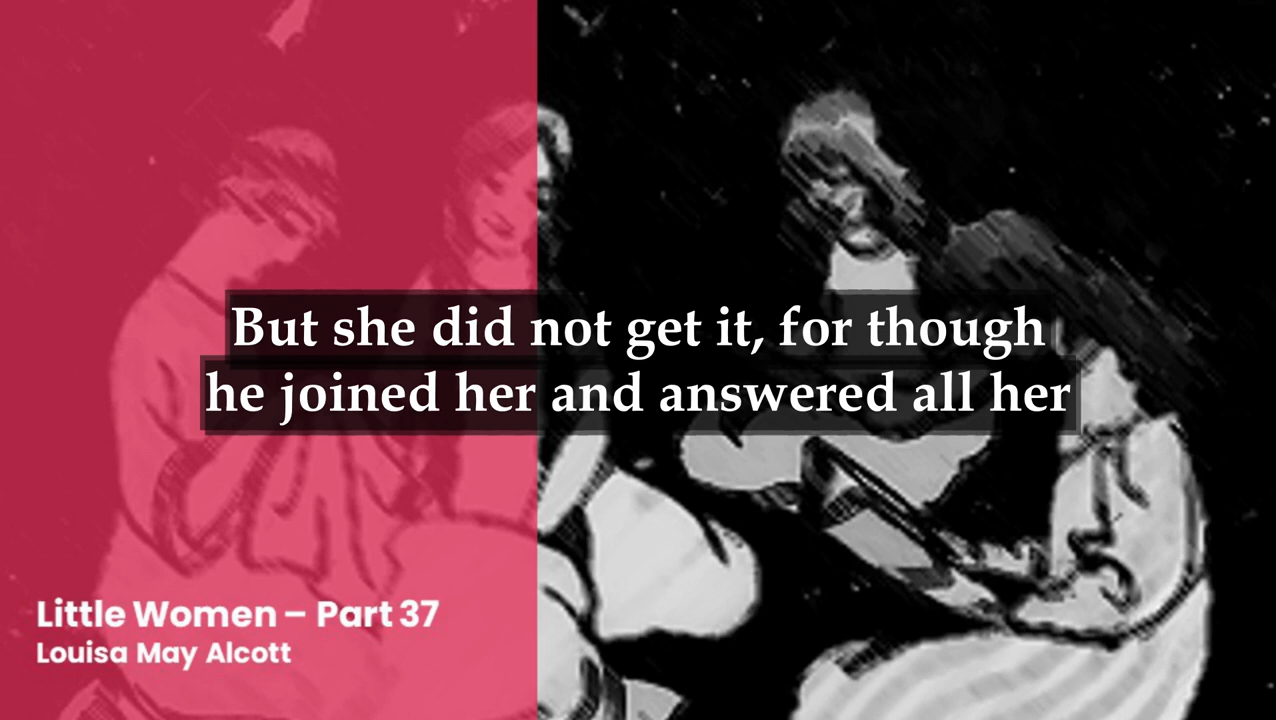 But she did not get it, for though
he joined her and answered all her
Little Women – Part 37
Louisa May Alcott